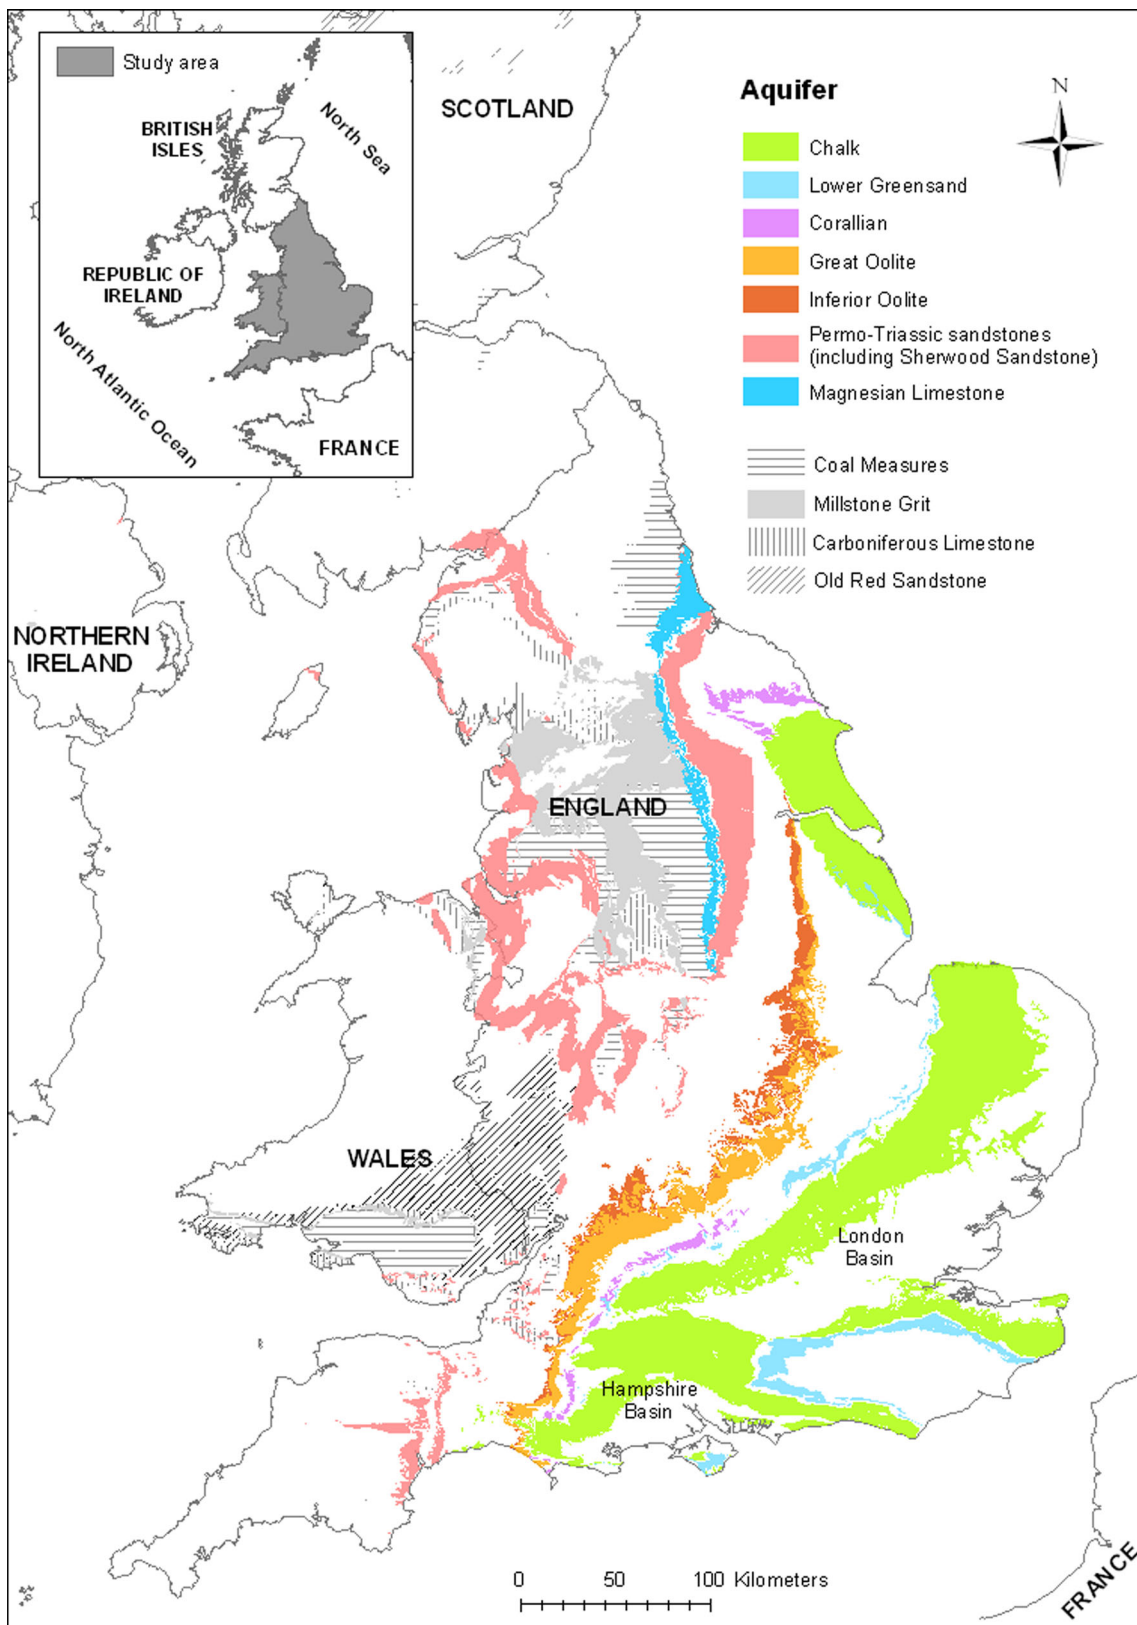 Study area
BRITISH
ISLES
North Sea
REPUBLIC OF
IRELAND
North Atlantic Ocean
FRANCE
SCOTLAND
Aquifer
N
Chalk
Lower Greensand
Corallian
Great Oolite
Inferior Oolite
Permo-Triassic sandstones
(including Sherwood Sandstone)
Magnesian Limestone
Coal Measures
Millstone Grit
Carboniferous Limestone
Old Red Sandstone
NORTHERN
IRELAND
ENGLAND
WALES
London
Basin
Hampshire
Basin
0 50 100 Kilometers
FRANCE